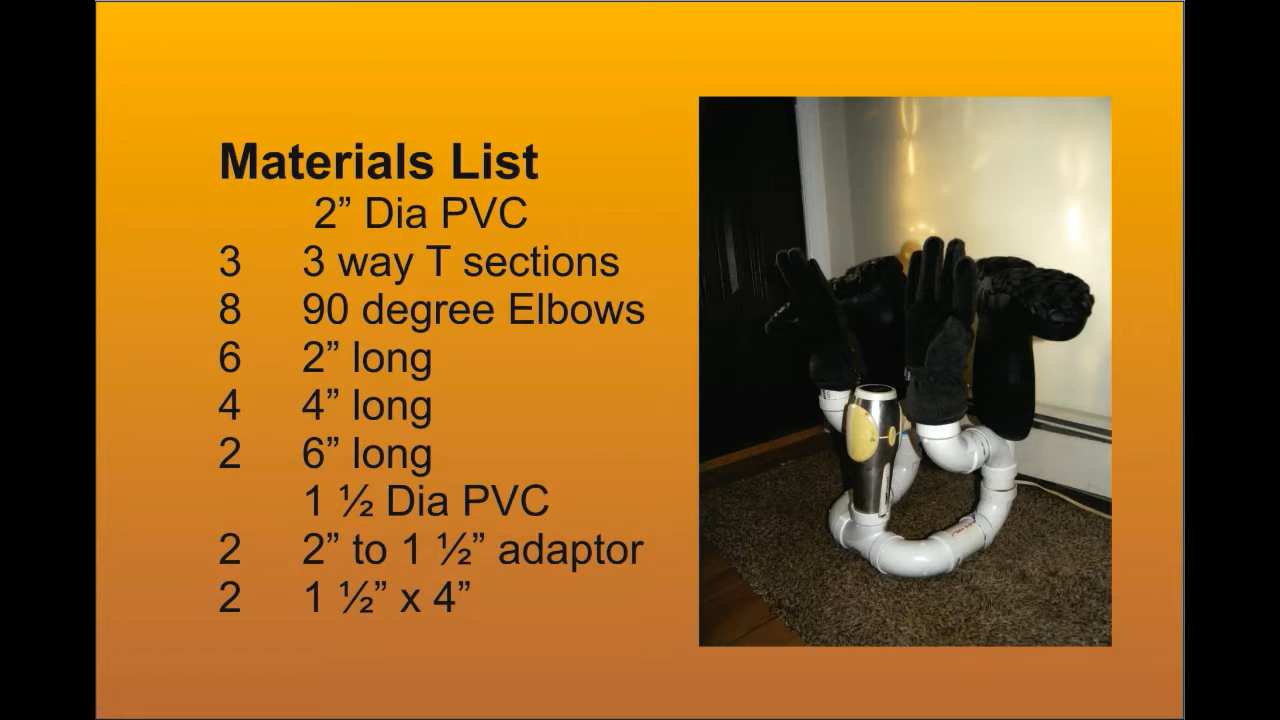 Materials List
2” Dia PVC
3 3 way T sections
8 90 degree Elbows
6 2” long
4 4” long
2 6” long
1 ½ Dia PVC
2 2” to 1 ½” adaptor
2 1 ½” x 4”